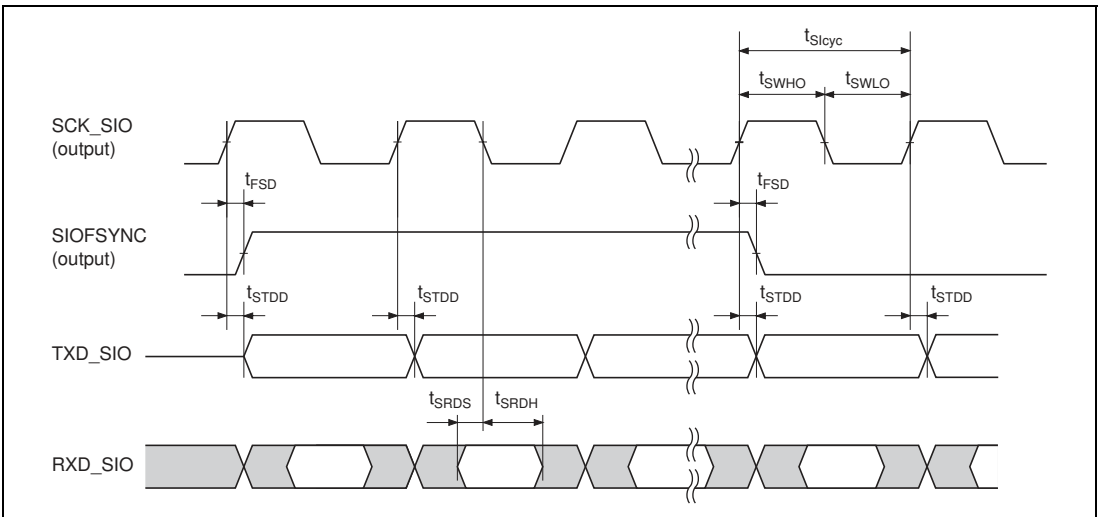 tSIcyc
tSWHO tSWLO
SCK_SIO
(output)
tFSD tFSD
SIOFSYNC
(output)
tSTDD tSTDD tSTDD tSTDD
TXD_SIO
tSRDS tSRDH
RXD_SIO